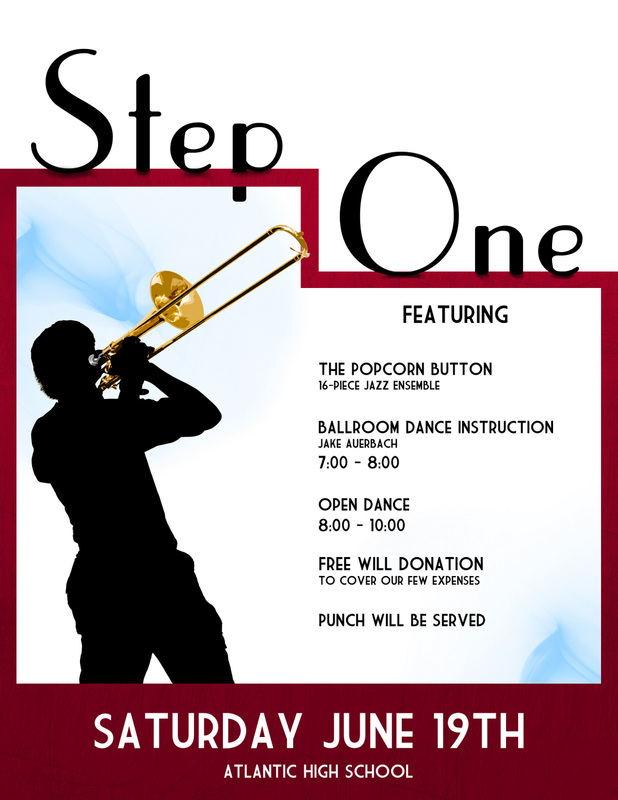 Step
One
FEATURING
THE POPCORN BUTTON
16-PIECE JAZZ ENSEMBLE
BALLROOM DANCE INSTRUCTION
JAKE AUERBACH
7:00 - 8:00
OPEN DANCE
8:00 - 10:00
FREE WILL DONATION
TO COVER OUR FEW EXPENSES
PUNCH WILL BE SERVED
SATURDAY JUNE 19TH
ATLANTIC HIGH SCHOOL